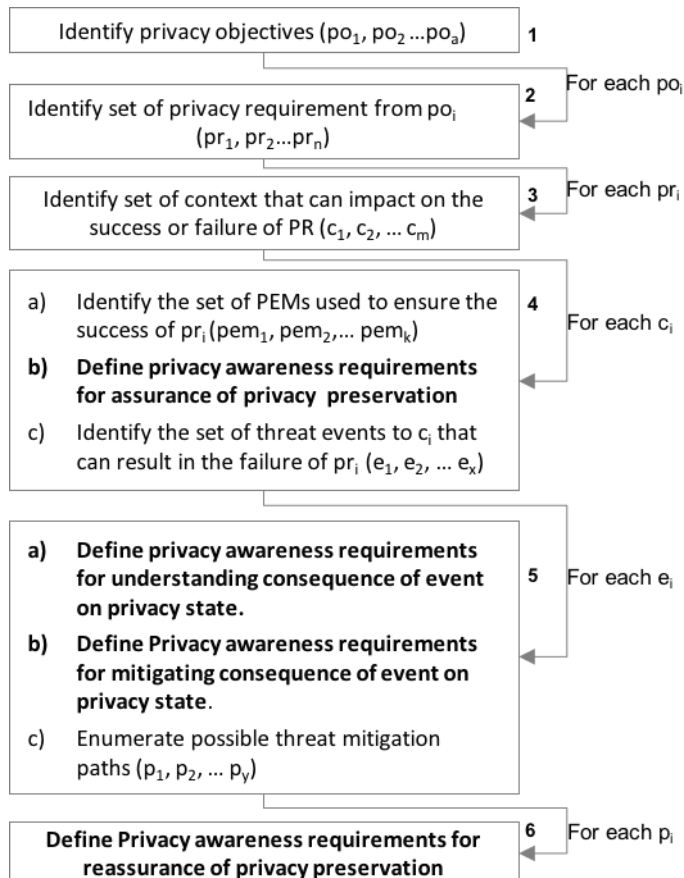 Identify privacy objectives (po₁, po₂ ...poₐ)
1
For each poᵢ
2
Identify set of privacy requirement from poᵢ
(pr₁, pr₂...prₙ)
For each prᵢ
3
Identify set of context that can impact on the
success or failure of PR (c₁, c₂, ... cₘ)
For each cᵢ
4
a) Identify the set of PEMs used to ensure the
success of prᵢ (pem₁, pem₂,... pemₖ)
b) Define privacy awareness requirements
for assurance of privacy preservation
c) Identify the set of threat events to cᵢ that
can result in the failure of prᵢ (e₁, e₂, ... eₓ)
For each eᵢ
5
a) Define privacy awareness requirements
for understanding consequence of event
on privacy state.
b) Define Privacy awareness requirements
for mitigating consequence of event on
privacy state.
c) Enumerate possible threat mitigation
paths (p₁, p₂, ... p_y)
For each pᵢ
6
Define Privacy awareness requirements for
reassurance of privacy preservation